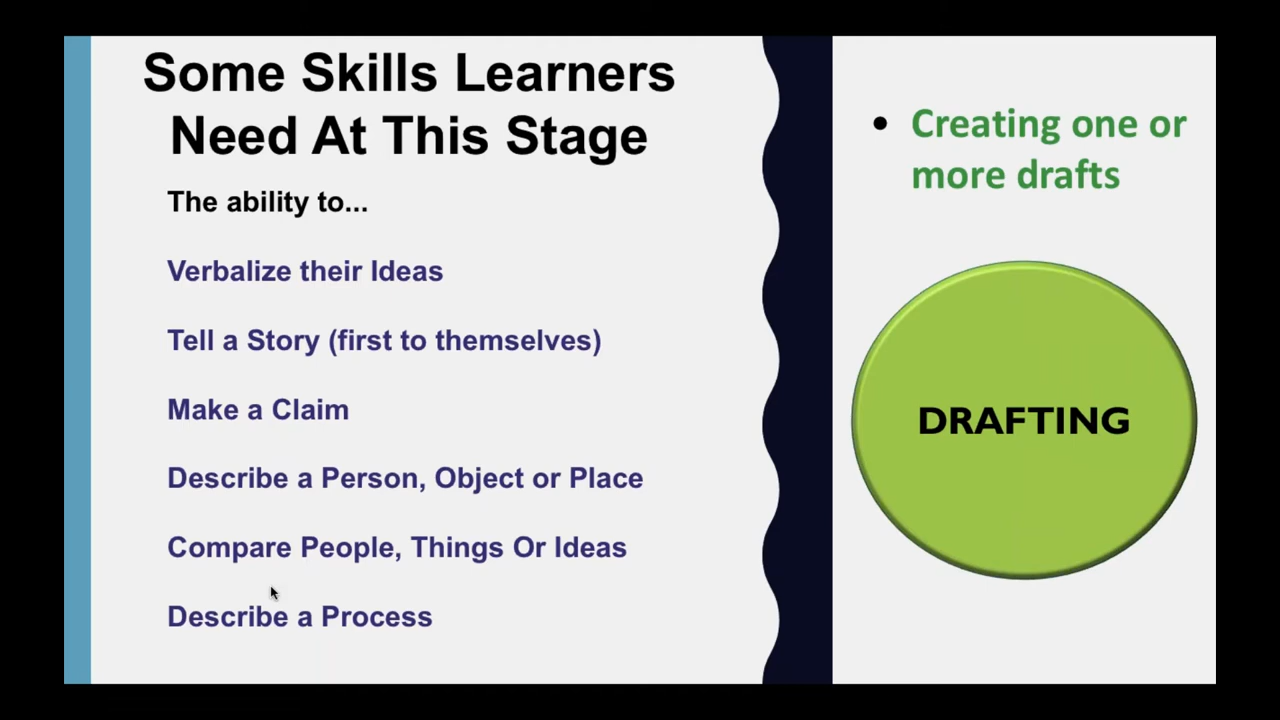 Some Skills Learners
Need At This Stage
The ability to...
Verbalize their Ideas
Tell a Story (first to themselves)
Make a Claim
Describe a Person, Object or Place
Compare People, Things Or Ideas
Describe a Process
• Creating one or
more drafts
DRAFTING